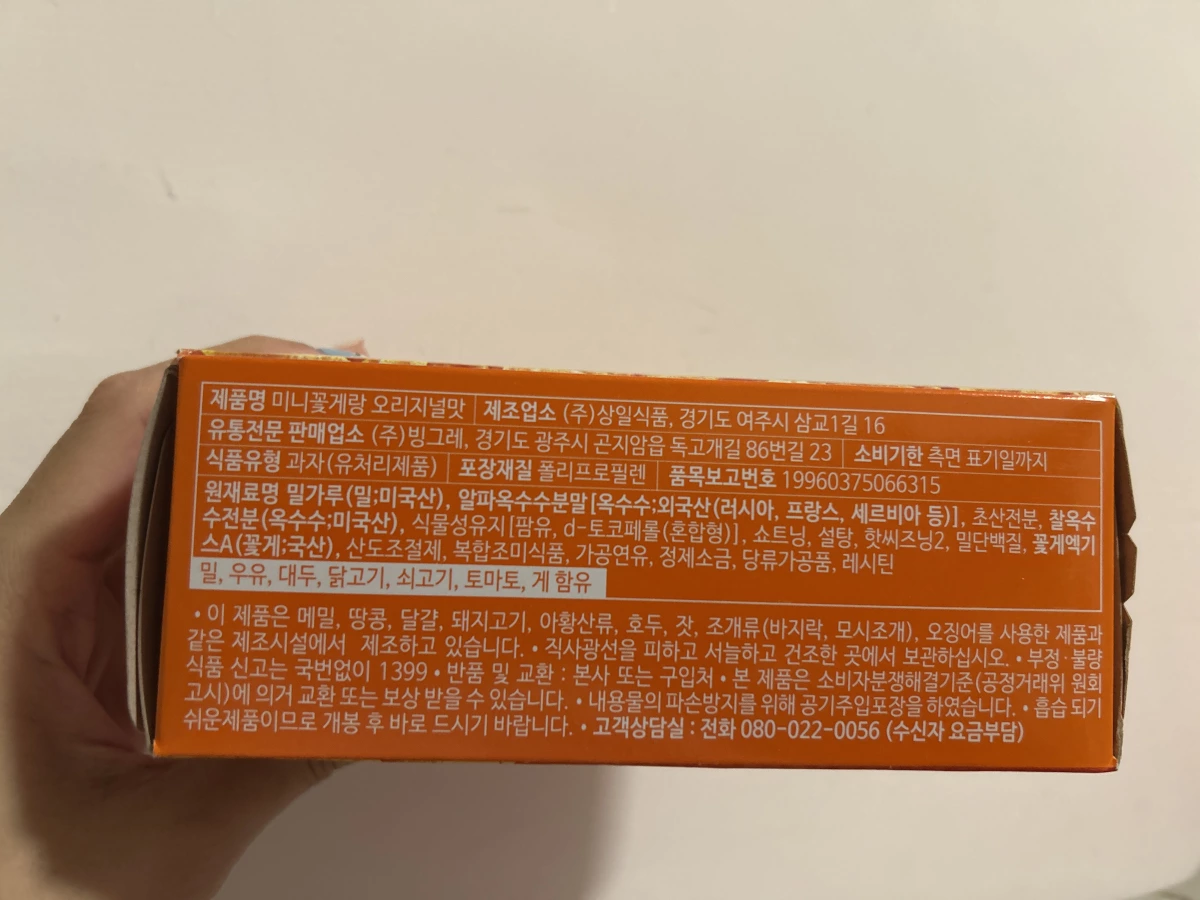 제품명 미니꽃게랑 오리지널맛 제조업소 (주)상일식품, 경기도 여주시 삼교1길 16
유통전문 판매업소 (주)빙그레, 경기도 광주시 곤지암읍 독고개길 86번길 23 소비기한 측면 표기일까지
식품유형 과자(유처리제품) 포장재질 폴리프로필렌 품목보고번호 19960375066315
원재료명 밀가루(밀;미국산), 알파옥수수분말[옥수수;외국산(러시아, 프랑스, 세르비아 등)], 초산전분, 찰옥수
수전분(옥수수;미국산), 식물성유지[팜유, d-토코페롤(혼합형)], 쇼트닝, 설탕, 핫씨즈닝2, 밀단백질, 꽃게엑기
스A(꽃게;국산), 산도조절제, 복합조미식품, 가공연유, 정제소금, 당류가공품, 레시틴
밀, 우유, 대두, 닭고기, 쇠고기, 토마토, 게 함유
• 이 제품은 메밀, 땅콩, 달걀, 돼지고기, 아황산류, 호두, 잣, 조개류(바지락, 모시조개), 오징어를 사용한 제품과
같은 제조시설에서 제조하고 있습니다. • 직사광선을 피하고 서늘하고 건조한 곳에서 보관하십시오. • 부정·불량
식품 신고는 국번없이 1399 • 반품 및 교환 : 본사 또는 구입처 • 본 제품은 소비자분쟁해결기준(공정거래위 원회
고시)에 의거 교환 또는 보상 받을 수 있습니다. • 내용물의 파손방지를 위해 공기주입포장을 하였습니다. • 흡습 되기
쉬운제품이므로 개봉 후 바로 드시기 바랍니다. • 고객상담실 : 전화 080-022-0056 (수신자 요금부담)